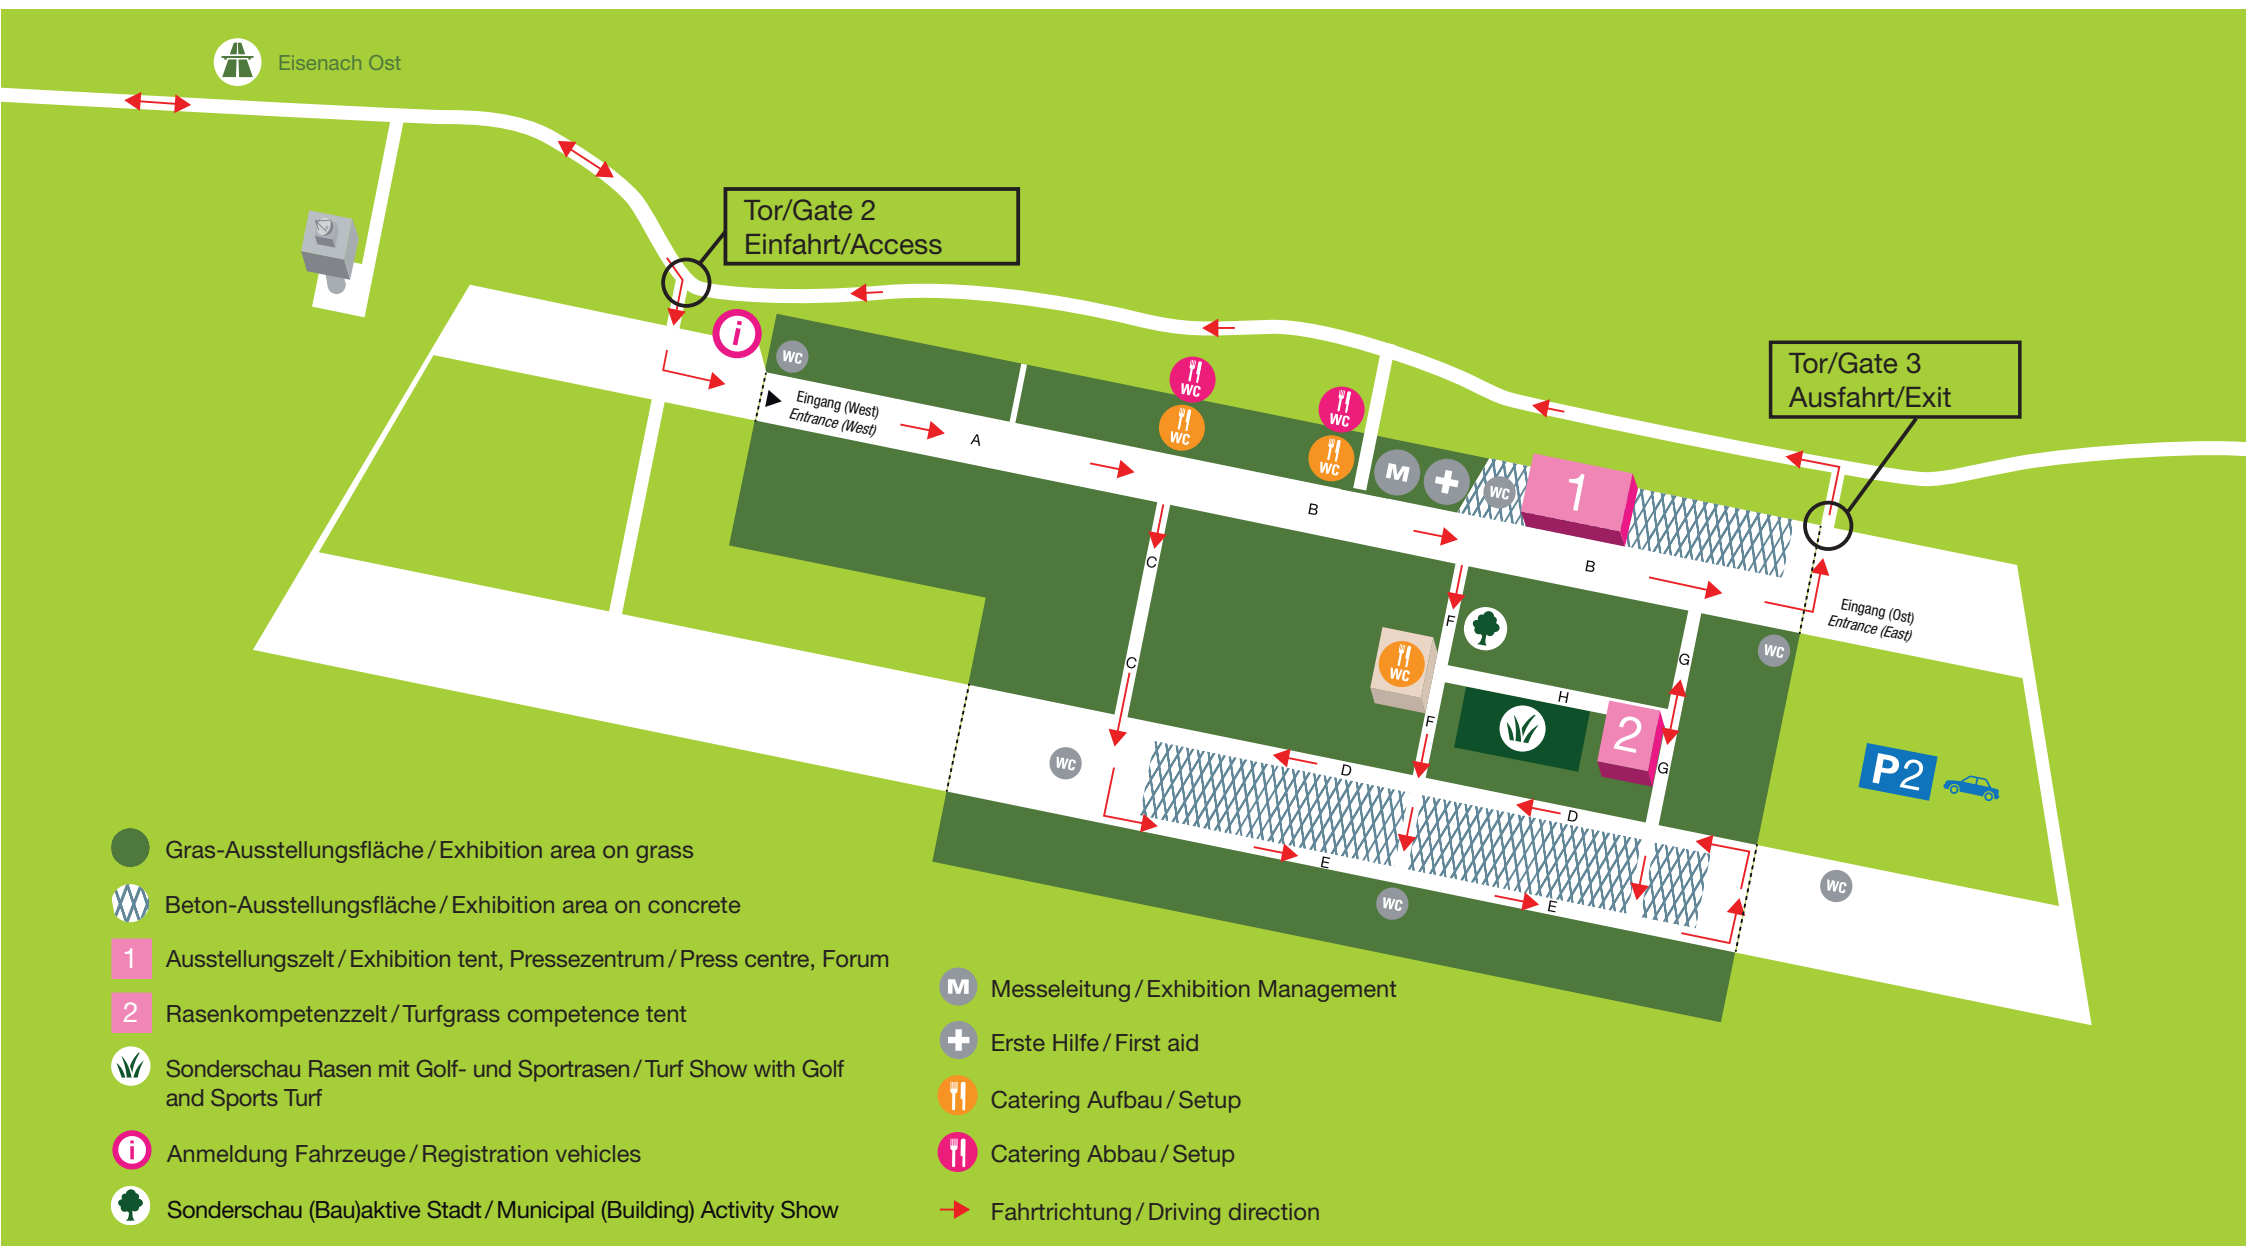 Eisenach Ost
Tor/Gate 2
Einfahrt/Access
Tor/Gate 3
Ausfahrt/Exit
i
WC
Eingang (West)
Entrance (West)
A
WC
WC
WC
WC
M
WC
1
B
B
Eingang (Ost)
Entrance (East)
WC
C
C
F
WC
F
G
H
2
G
D
D
WC
E
E
WC
WC
P2
Gras-Ausstellungsfläche / Exhibition area on grass
Beton-Ausstellungsfläche / Exhibition area on concrete
1 Ausstellungszelt / Exhibition tent, Pressezentrum / Press centre, Forum
2 Rasenkompetenzzelt / Turfgrass competence tent
Sonderschau Rasen mit Golf- und Sportrasen / Turf Show with Golf
and Sports Turf
i Anmeldung Fahrzeuge / Registration vehicles
Sonderschau (Bau)aktive Stadt / Municipal (Building) Activity Show
M Messeleitung / Exhibition Management
Erste Hilfe / First aid
Catering Aufbau / Setup
Catering Abbau / Setup
Fahrtrichtung / Driving direction